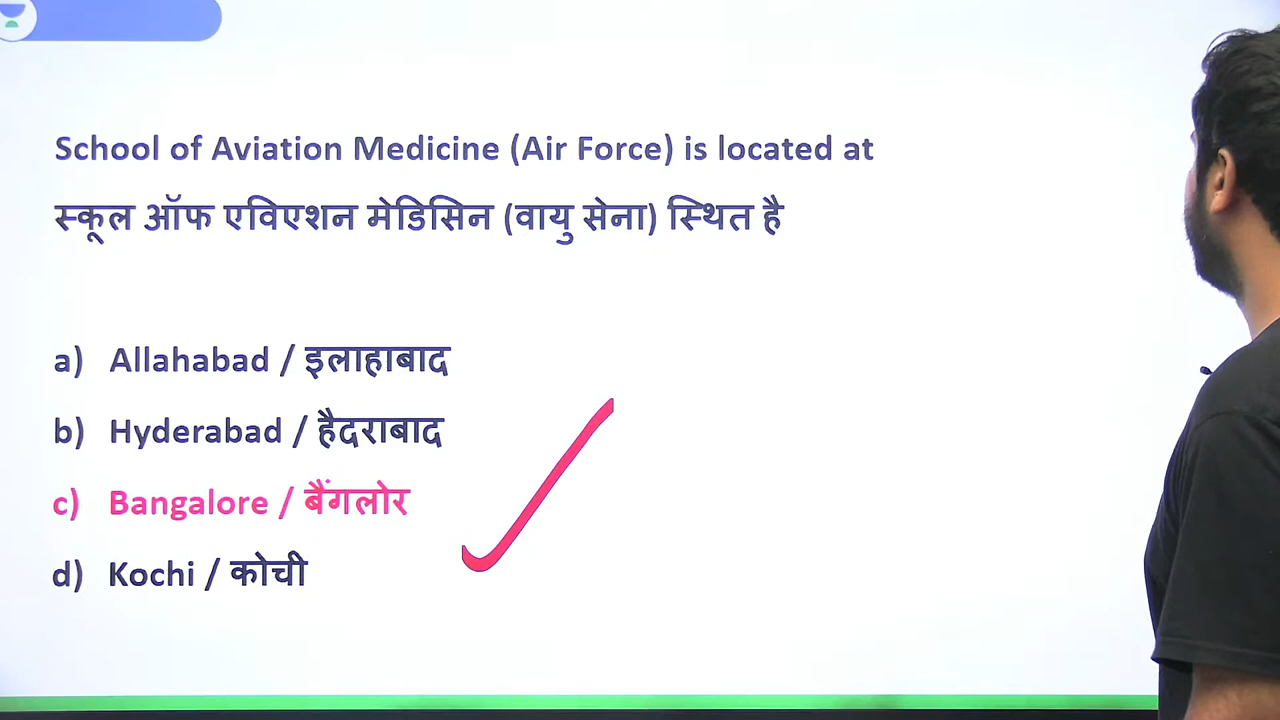 School of Aviation Medicine (Air Force) is located at
स्कूल ऑफ एविएशन मेडिसिन (वायु सेना) स्थित है
a) Allahabad / इलाहाबाद
b) Hyderabad / हैदराबाद
c) Bangalore / बैंगलोर
d) Kochi / कोची